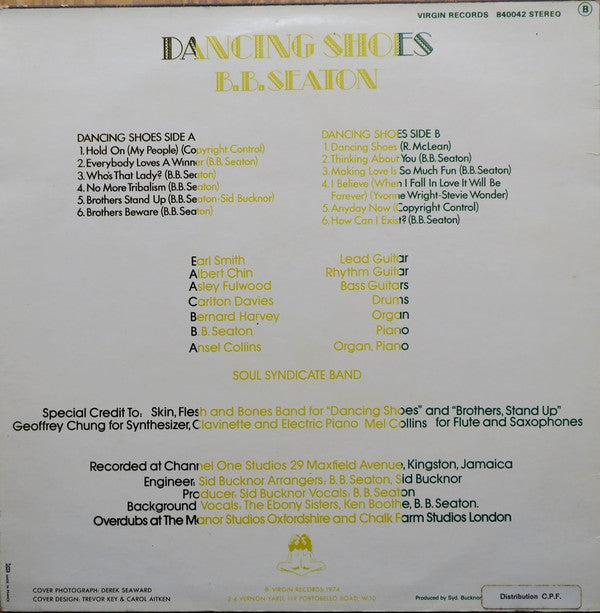 VIRGIN RECORDS 840042 STEREO B
DANCING SHOES
B.B. SEATON
DANCING SHOES SIDE A
1. Hold On (My People) (Copyright Control)
2. Everybody Loves A Winner (B.B. Seaton)
3. Who's That Lady? (B.B. Seaton)
4. No More Tribalism (B.B. Seaton)
5. Brothers Stand Up (B.B. Seaton-Sid Bucknor)
6. Brothers Beware (B.B. Seaton)
DANCING SHOES SIDE B
1. Dancing Shoes (R. McLean)
2. Thinking About You (B.B. Seaton)
3. Making Love Is So Much Fun (B.B. Seaton)
4. I Believe (When I Fall In Love It Will Be
Forever) (Yvonne Wright-Stevie Wonder)
5. Anyday Now (Copyright Control)
6. How Can I Exist? (B.B. Seaton)
Earl Smith Lead Guitar
Albert Chin Rhythm Guitar
Asley Fulwood Bass Guitars
Carlton Davies Drums
Bernard Harvey Organ
B.B. Seaton Piano
Ansel Collins Organ, Piano
SOUL SYNDICATE BAND
Special Credit To: Skin, Flesh and Bones Band for "Dancing Shoes" and "Brothers, Stand Up"
Geoffrey Chung for Synthesizer, Clavinette and Electric Piano Mel Collins for Flute and Saxophones
Recorded at Channel One Studios 29 Maxfield Avenue, Kingston, Jamaica
Engineer: Sid Bucknor Arrangers: B.B. Seaton, Sid Bucknor
Producer: Sid Bucknor Vocals: B.B. Seaton
Background Vocals: The Ebony Sisters, Ken Boothe, B.B. Seaton.
Overdubs at The Manor Studios Oxfordshire and Chalk Farm Studios London
COVER PHOTOGRAPH: DEREK SEAWARD
COVER DESIGN: TREVOR KEY & CAROL AITKEN
℗ VIRGIN RECORDS 1974
2-4 VERNON YARD, 119 PORTOBELLO ROAD, W.10
Produced by Syd. Bucknor
Distribution C.P.F.